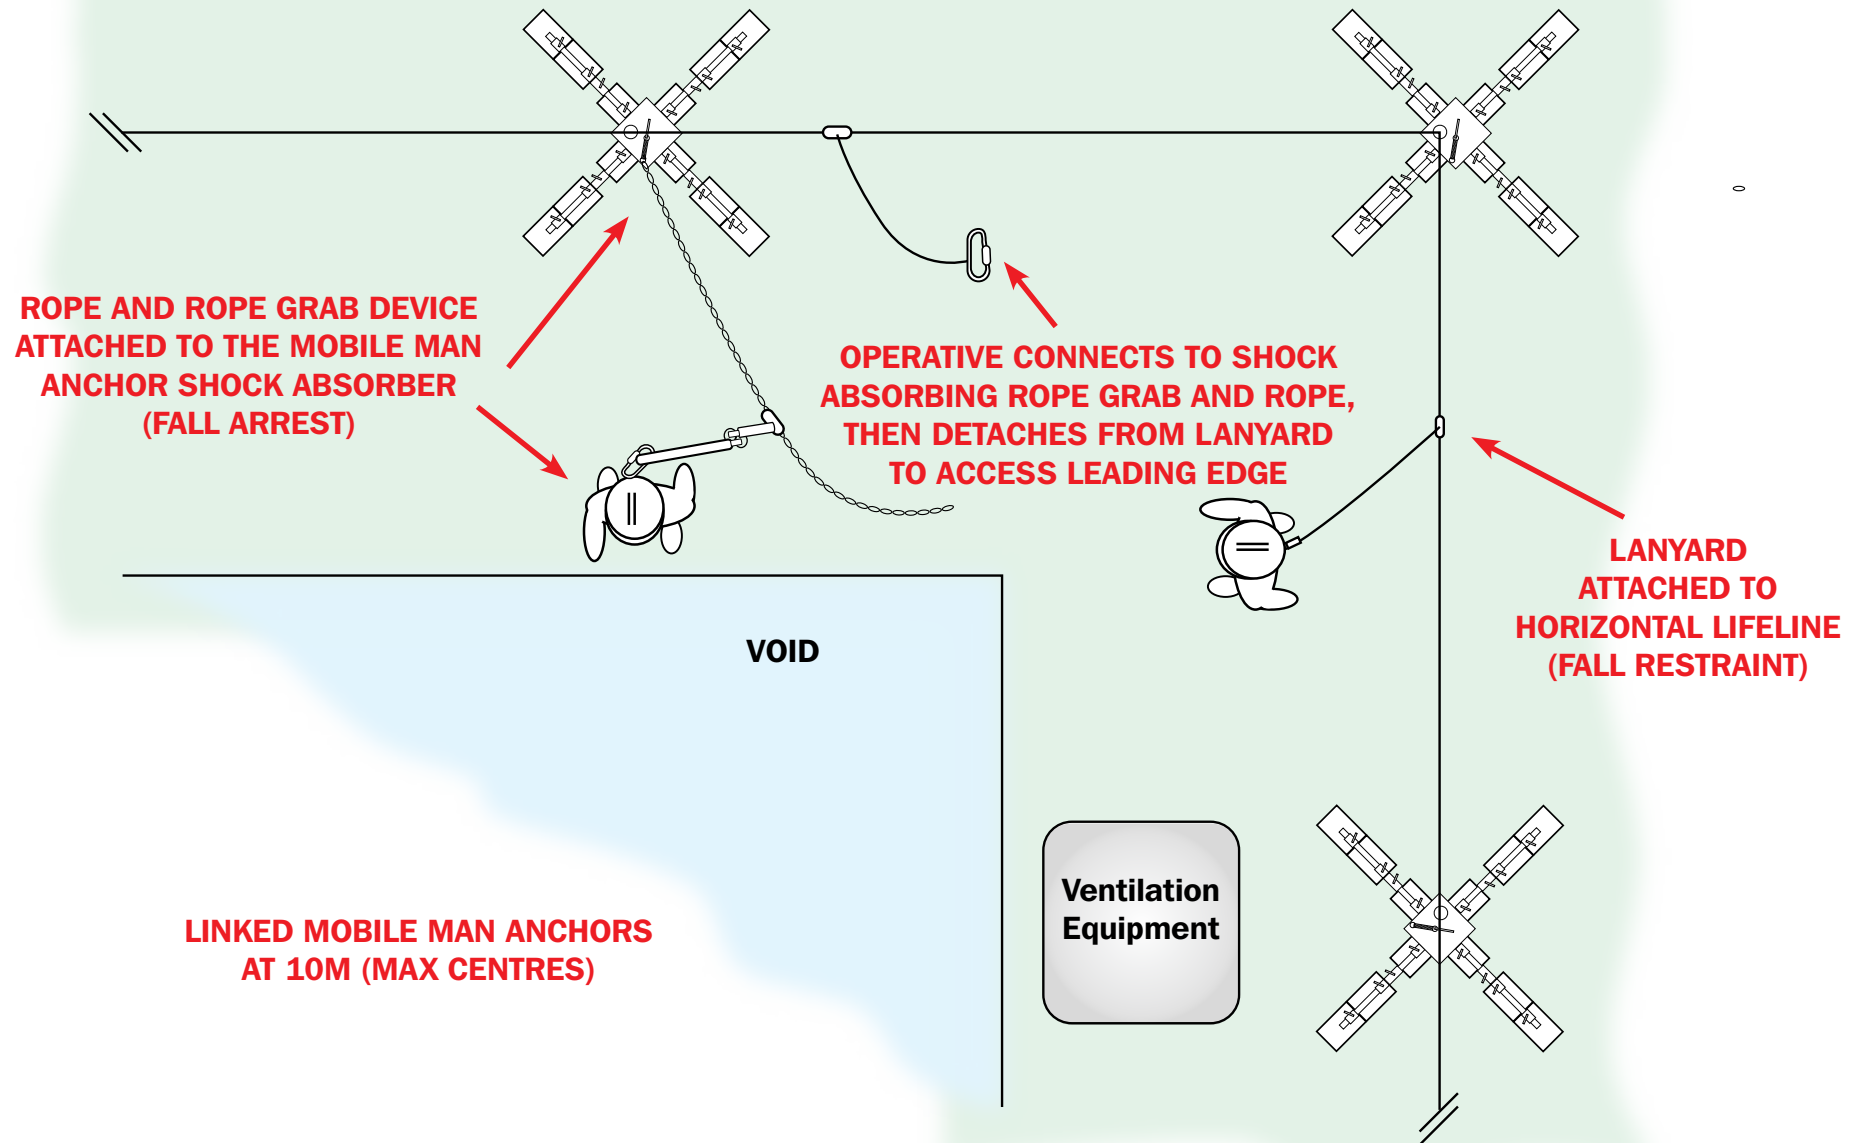 ROPE AND ROPE GRAB DEVICE
ATTACHED TO THE MOBILE MAN
ANCHOR SHOCK ABSORBER
(FALL ARREST)
OPERATIVE CONNECTS TO SHOCK
ABSORBING ROPE GRAB AND ROPE,
THEN DETACHES FROM LANYARD
TO ACCESS LEADING EDGE
LANYARD
ATTACHED TO
HORIZONTAL LIFELINE
(FALL RESTRAINT)
VOID
Ventilation
Equipment
LINKED MOBILE MAN ANCHORS
AT 10M (MAX CENTRES)